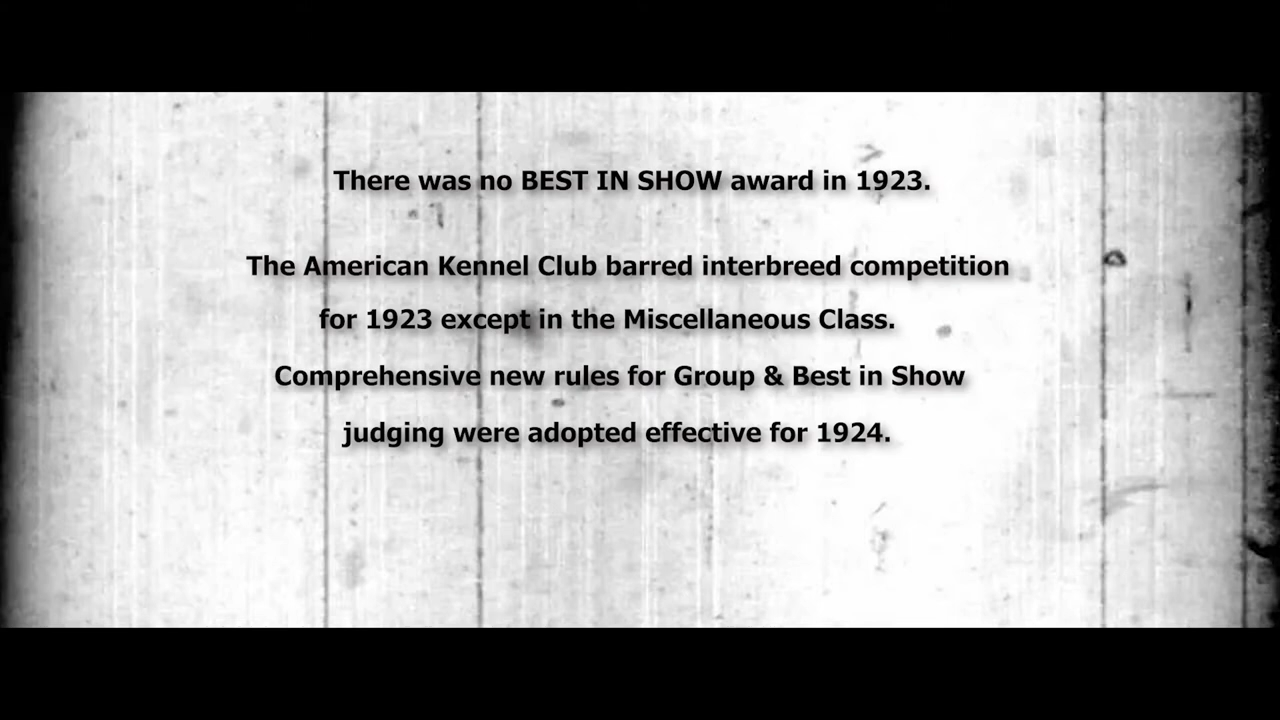 There was no BEST IN SHOW award in 1923.
The American Kennel Club barred interbreed competition
for 1923 except in the Miscellaneous Class.
Comprehensive new rules for Group & Best in Show
judging were adopted effective for 1924.